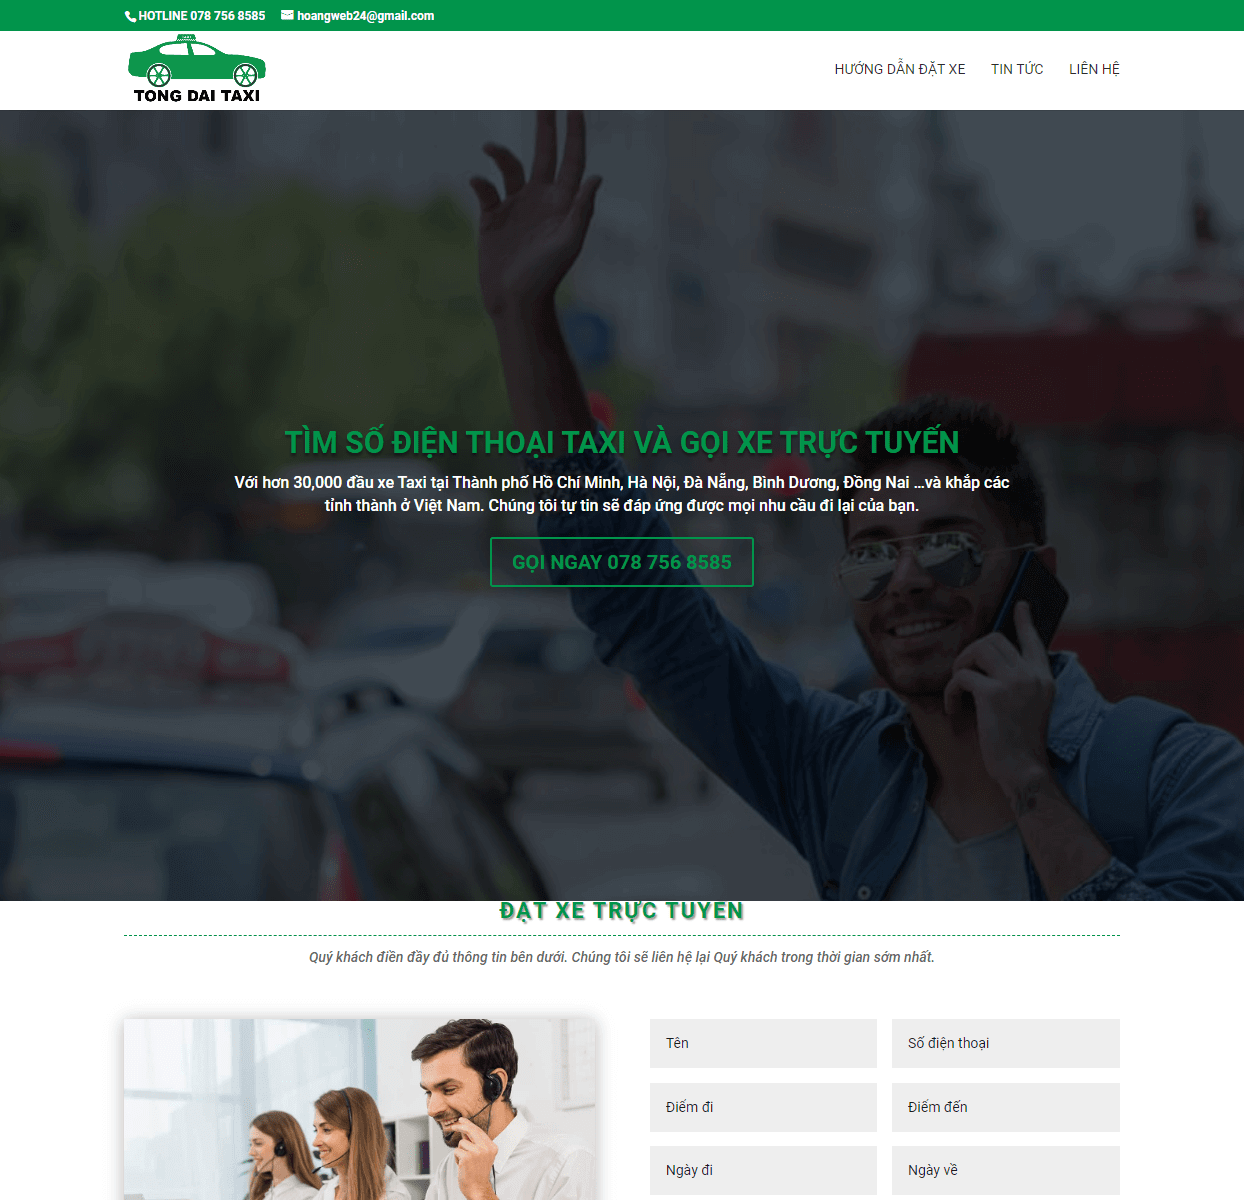 HOTLINE 078 756 8585 hoangweb24@gmail.com
TONG DAI TAXI
HƯỚNG DẪN ĐẶT XE TIN TỨC LIÊN HỆ
TÌM SỐ ĐIỆN THOẠI TAXI VÀ GỌI XE TRỰC TUYẾN
Với hơn 30,000 đầu xe Taxi tại Thành phố Hồ Chí Minh, Hà Nội, Đà Nẵng, Bình Dương, Đồng Nai ...và khắp các
tỉnh thành ở Việt Nam. Chúng tôi tự tin sẽ đáp ứng được mọi nhu cầu đi lại của bạn.
GỌI NGAY 078 756 8585
ĐẶT XE TRỰC TUYẾN
Quý khách điền đầy đủ thông tin bên dưới. Chúng tôi sẽ liên hệ lại Quý khách trong thời gian sớm nhất.
Tên Số điện thoại
Điểm đi Điểm đến
Ngày đi Ngày về